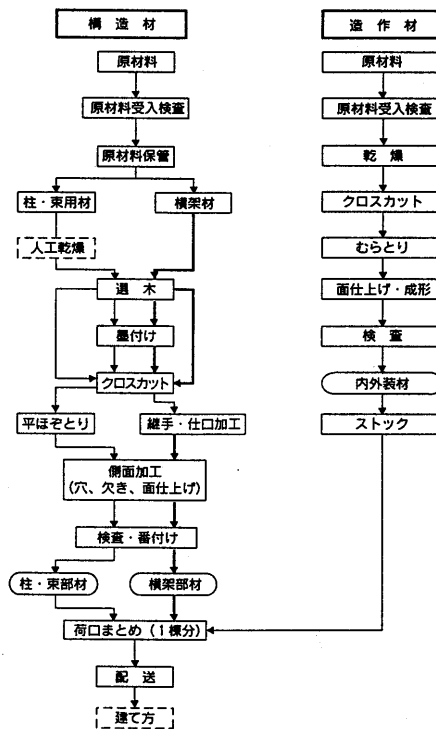 構造材
原材料
原材料受入検査
原材料保管
柱・束用材
横架材
人工乾燥
選木
墨付け
クロスカット
平ほぞとり
継手・仕口加工
側面加工
(穴、欠き、面仕上げ)
検査・番付け
柱・束部材
横架部材
荷口まとめ(1棟分)
配送
建て方
造作材
原材料
原材料受入検査
乾燥
クロスカット
むらとり
面仕上げ・成形
検査
内外装材
ストック